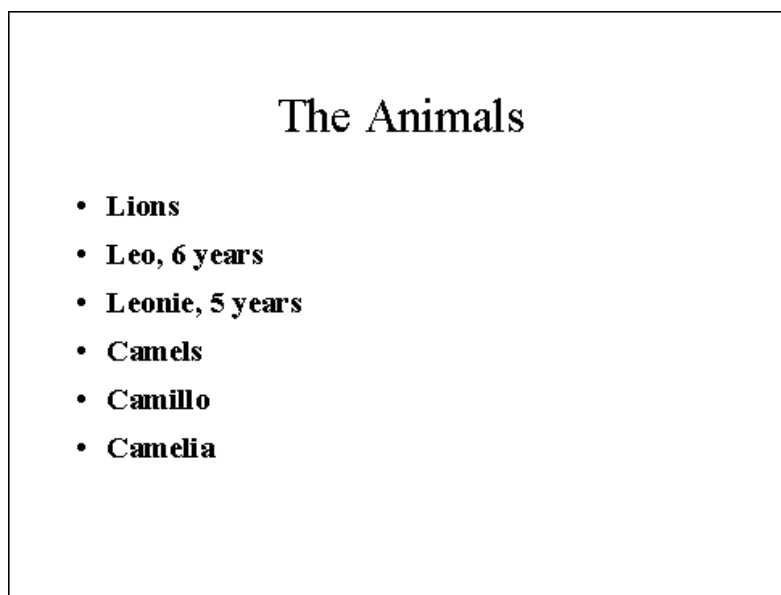 The Animals
• Lions
• Leo, 6 years
• Leonie, 5 years
• Camels
• Camillo
• Camelia